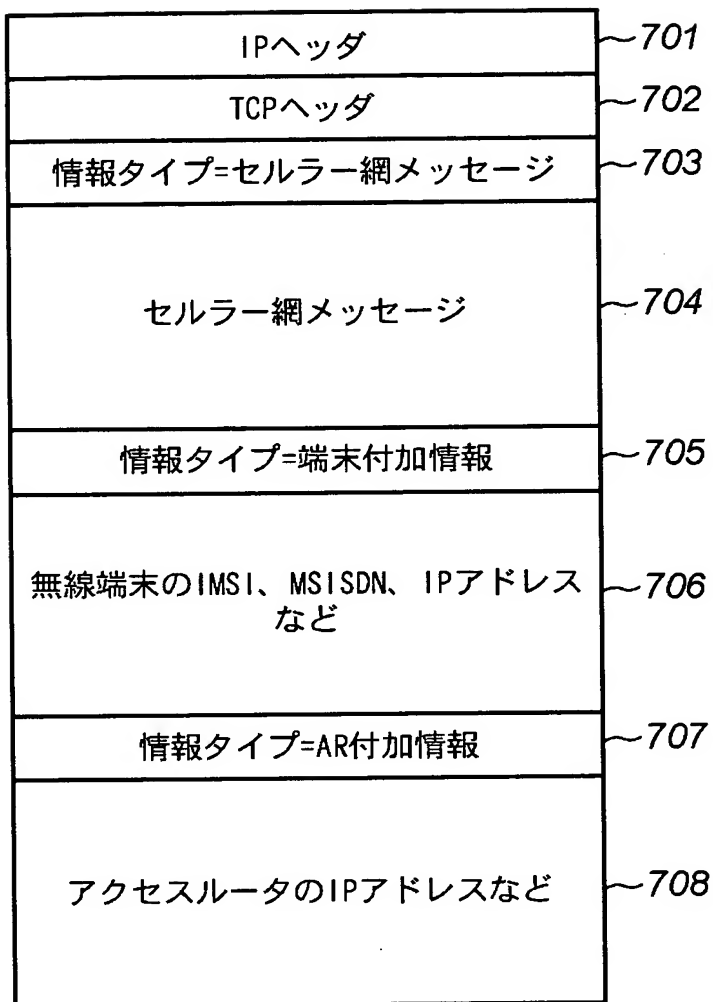 IPヘッダ 701
TCPヘッダ 702
情報タイプ=セルラー網メッセージ 703
セルラー網メッセージ 704
情報タイプ=端末付加情報 705
無線端末のIMSI、MSISDN、IPアドレス
など 706
情報タイプ=AR付加情報 707
アクセスルータのIPアドレスなど 708